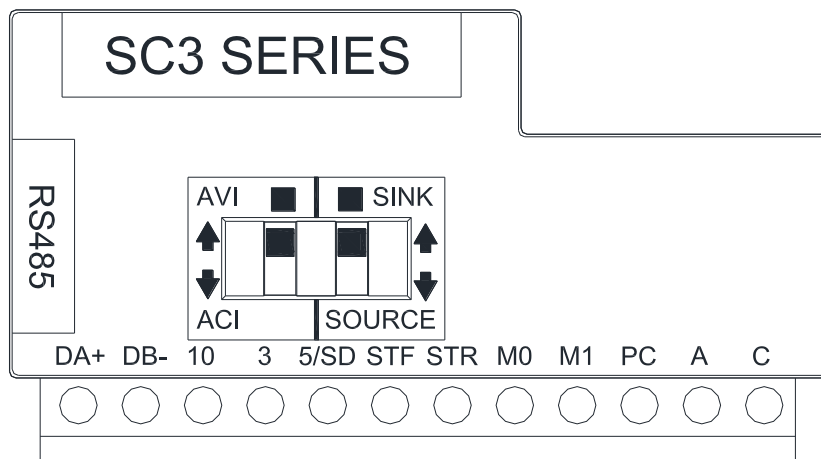 SC3 SERIES
RS485
AVI SINK
ACI SOURCE
DA+ DB- 10 3 5/SD STF STR M0 M1 PC A C